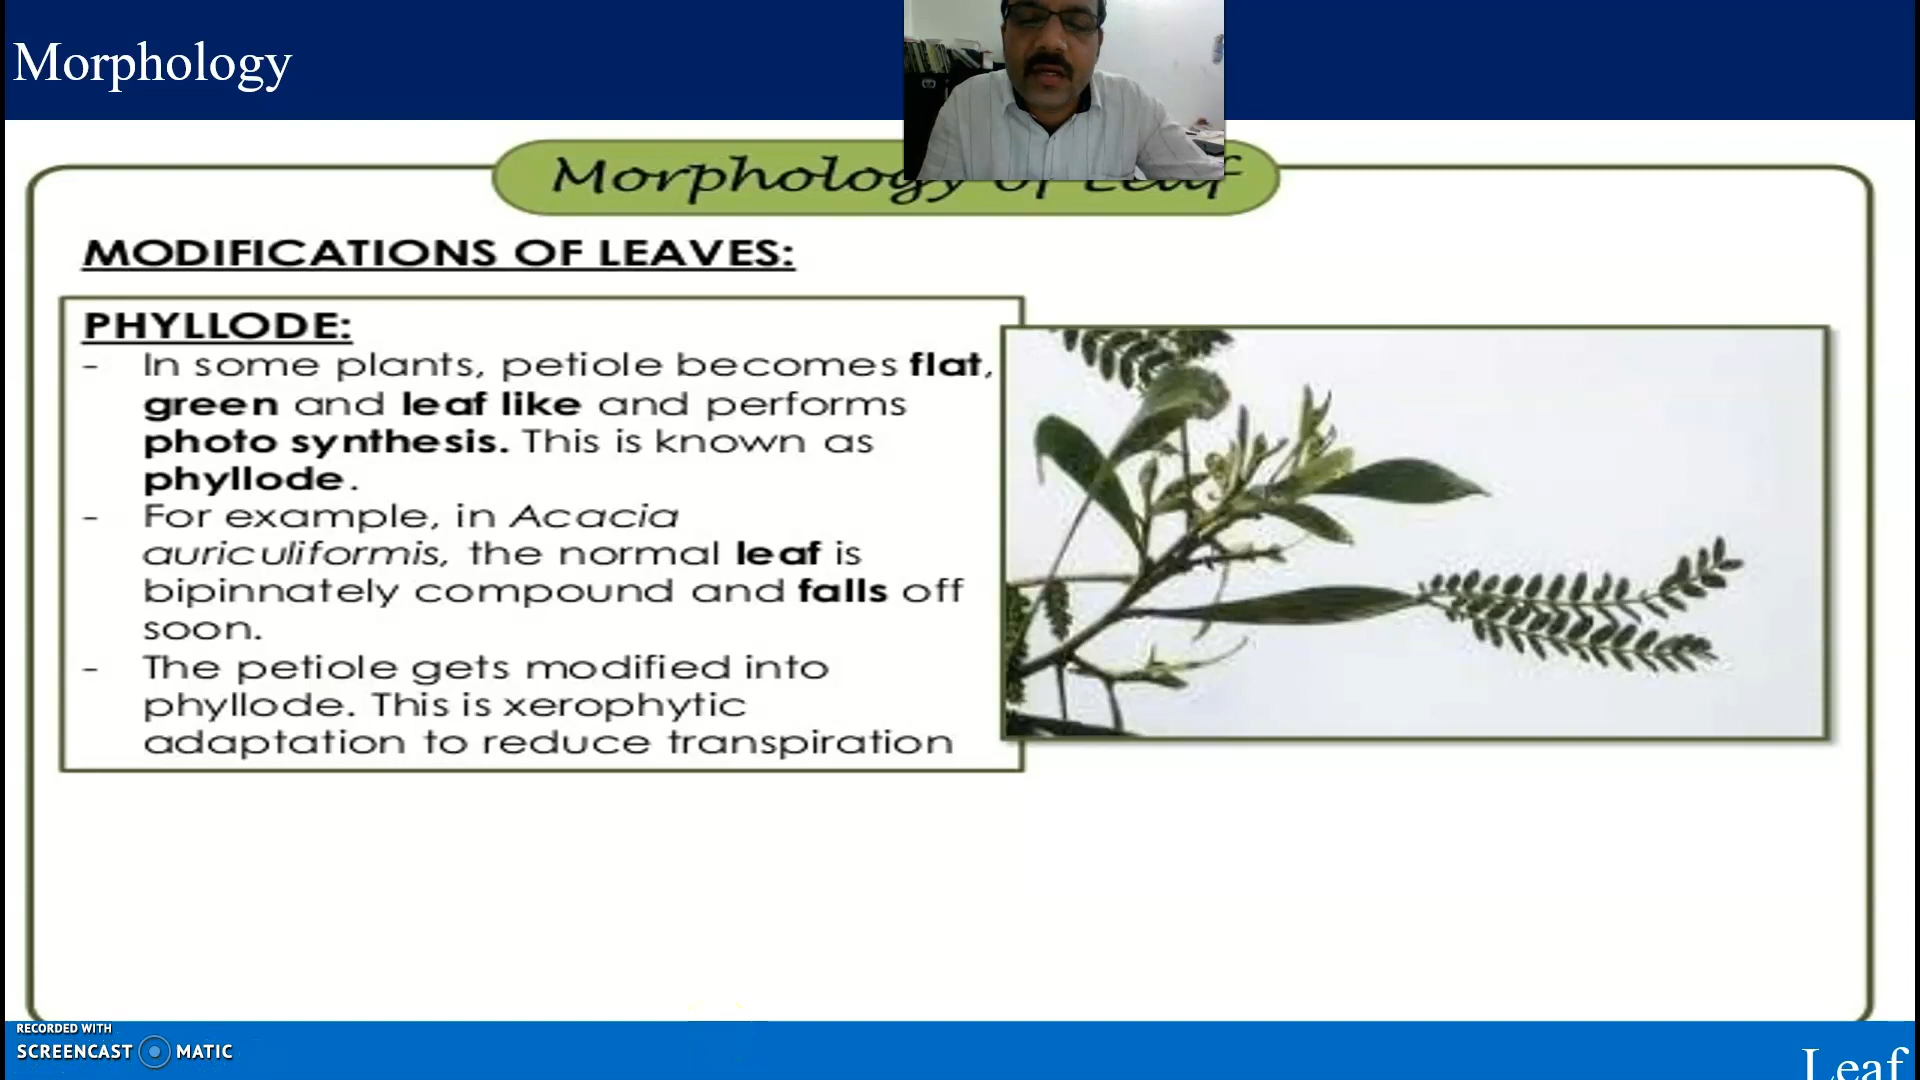 Morphology
Morphology of Leaf
MODIFICATIONS OF LEAVES:
PHYLLODE:
- In some plants, petiole becomes flat,
green and leaf like and performs
photo synthesis. This is known as
phyllode.
- For example, in Acacia
auriculiformis, the normal leaf is
bipinnately compound and falls off
soon.
- The petiole gets modified into
phyllode. This is xerophytic
adaptation to reduce transpiration
RECORDED WITH
SCREENCAST MATIC
Leaf